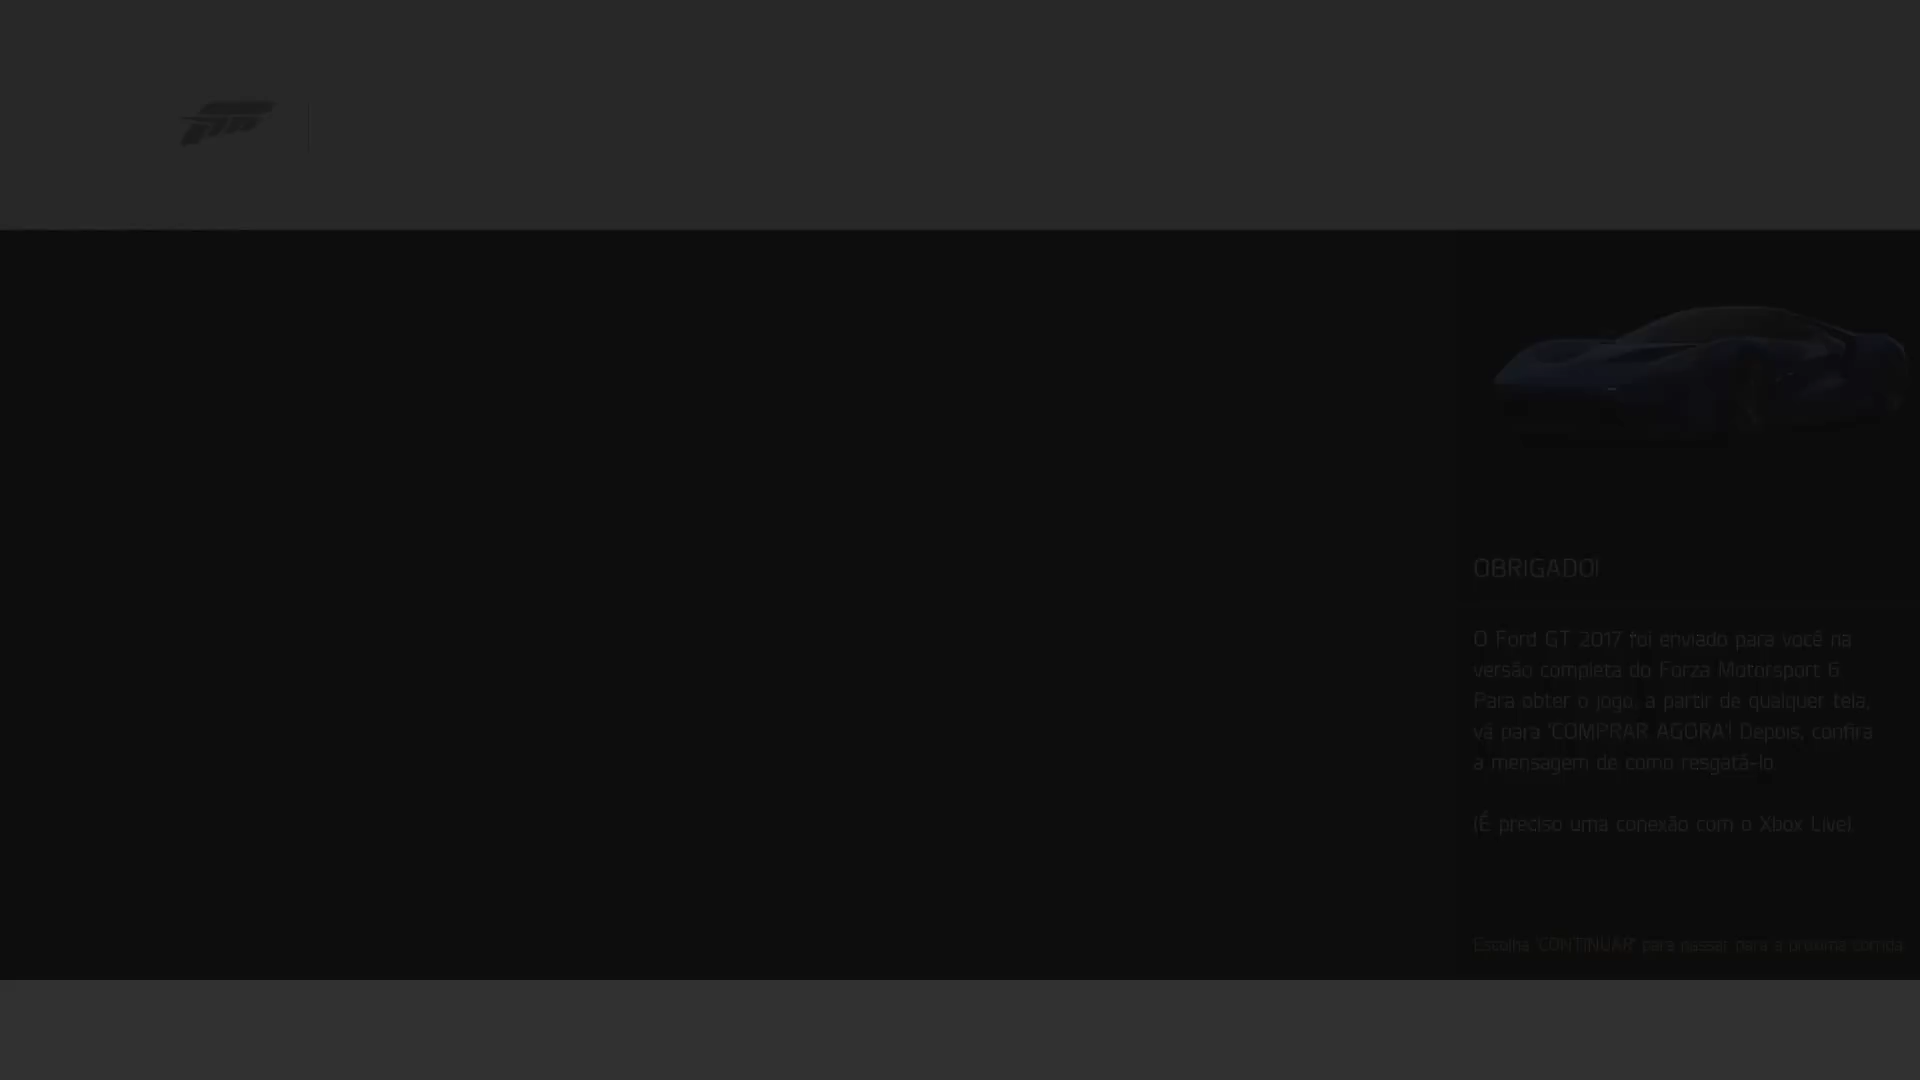 OBRIGADO!
O Ford GT 2017 foi enviado para você na
versão completa do Forza Motorsport 6.
Para obter o jogo, a partir de qualquer tela,
vá para 'COMPRAR AGORA'! Depois, confira
a mensagem de como resgatá-lo.
(É preciso uma conexão com o Xbox Live).
Escolha 'CONTINUAR' para passar para a próxima corrida.